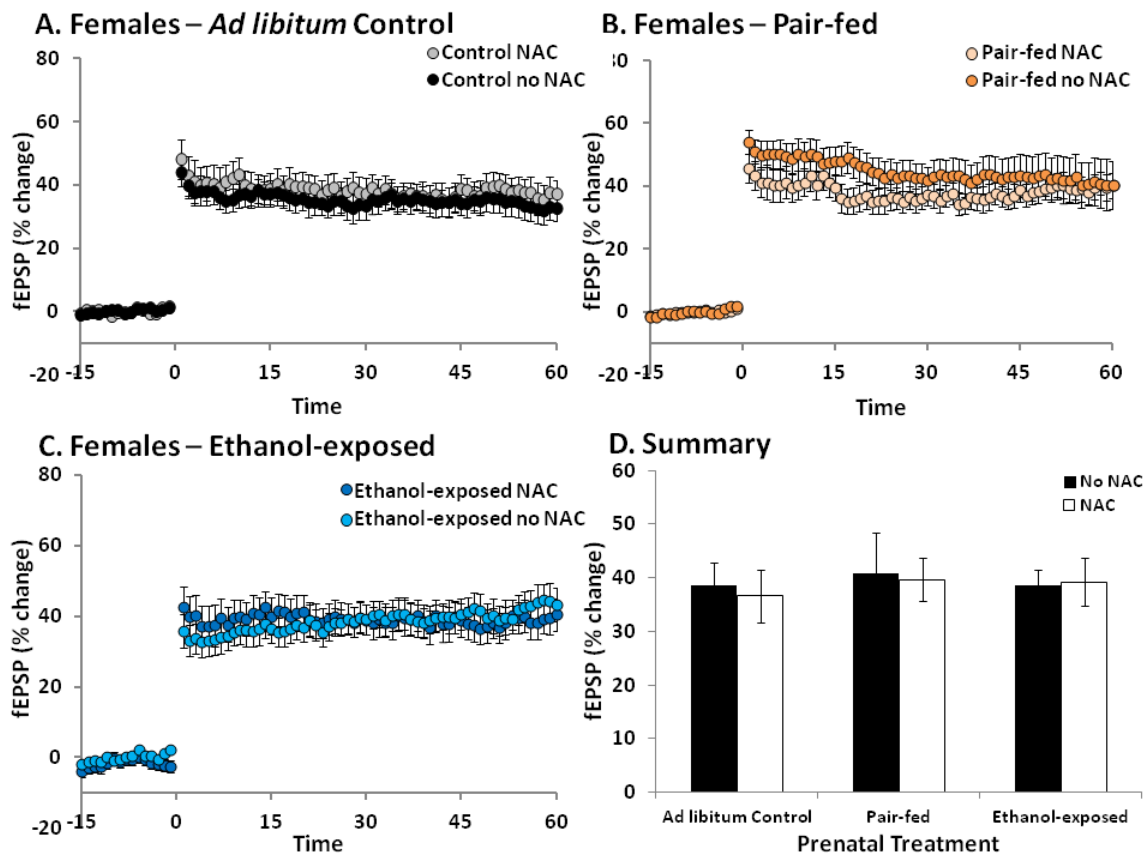 A. Females – Ad libitum Control
Control NAC
Control no NAC
80
60
40
20
0
-20
-15
0
15
30
45
60
fEPSP (% change)
Time
B. Females – Pair-fed
Pair-fed NAC
Pair-fed no NAC
:80
60
40
20
0
-20
-15
0
15
30
45
60
fEPSP (% change)
Time
C. Females – Ethanol-exposed
Ethanol-exposed NAC
Ethanol-exposed no NAC
80
60
40
20
0
-20
-15
0
15
30
45
60
fEPSP (% change)
Time
D. Summary
No NAC
NAC
60
50
40
30
20
10
0
fEPSP (% change)
Ad libitum Control
Pair-fed
Ethanol-exposed
Prenatal Treatment